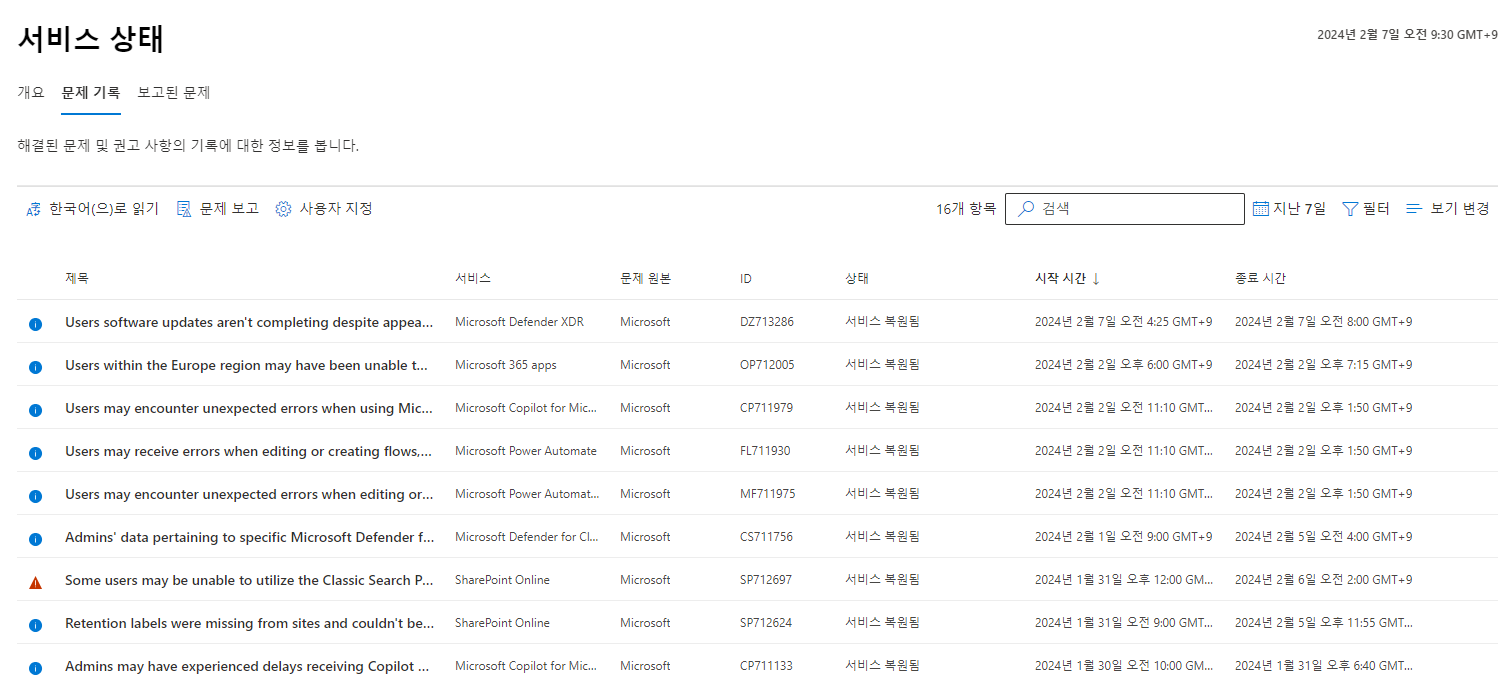 서비스 상태
2024년 2월 7일 오전 9:30 GMT+9
개요 문제 기록 보고된 문제
해결된 문제 및 권고 사항의 기록에 대한 정보를 봅니다.
한국어(으)로 읽기 문제 보고 사용자 지정 16개 항목 검색 지난 7일 필터 보기 변경
제목 서비스 문제 원본 ID 상태 시작 시간 ↓ 종료 시간
Users software updates aren't completing despite appea... Microsoft Defender XDR Microsoft DZ713286 서비스 복원됨 2024년 2월 7일 오전 4:25 GMT+9 2024년 2월 7일 오전 8:00 GMT+9
Users within the Europe region may have been unable t... Microsoft 365 apps Microsoft OP712005 서비스 복원됨 2024년 2월 2일 오후 6:00 GMT+9 2024년 2월 2일 오후 7:15 GMT+9
Users may encounter unexpected errors when using Mic... Microsoft Copilot for Mic... Microsoft CP711979 서비스 복원됨 2024년 2월 2일 오전 11:10 GMT... 2024년 2월 2일 오후 1:50 GMT+9
Users may receive errors when editing or creating flows,... Microsoft Power Automate Microsoft FL711930 서비스 복원됨 2024년 2월 2일 오전 11:10 GMT... 2024년 2월 2일 오후 1:50 GMT+9
Users may encounter unexpected errors when editing or... Microsoft Power Automat... Microsoft MF711975 서비스 복원됨 2024년 2월 2일 오전 11:10 GMT... 2024년 2월 2일 오후 1:50 GMT+9
Admins' data pertaining to specific Microsoft Defender f... Microsoft Defender for Cl... Microsoft CS711756 서비스 복원됨 2024년 2월 1일 오전 9:00 GMT+9 2024년 2월 5일 오전 4:00 GMT+9
Some users may be unable to utilize the Classic Search P... SharePoint Online Microsoft SP712697 서비스 복원됨 2024년 1월 31일 오후 12:00 GM... 2024년 2월 6일 오전 2:00 GMT+9
Retention labels were missing from sites and couldn't be... SharePoint Online Microsoft SP712624 서비스 복원됨 2024년 1월 31일 오전 9:00 GMT... 2024년 2월 5일 오후 11:55 GMT...
Admins may have experienced delays receiving Copilot ... Microsoft Copilot for Mic... Microsoft CP711133 서비스 복원됨 2024년 1월 30일 오전 10:00 GM... 2024년 1월 31일 오후 6:40 GMT...